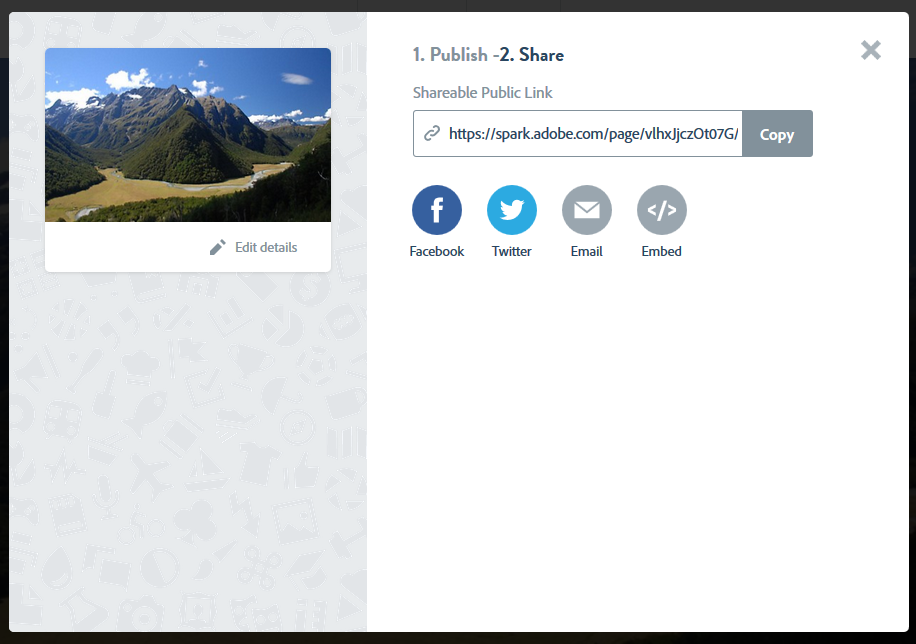 1. Publish -2. Share
Shareable Public Link
https://spark.adobe.com/page/vlhxJjczOt07G/
Copy
Edit details
Facebook
Twitter
Email
Embed